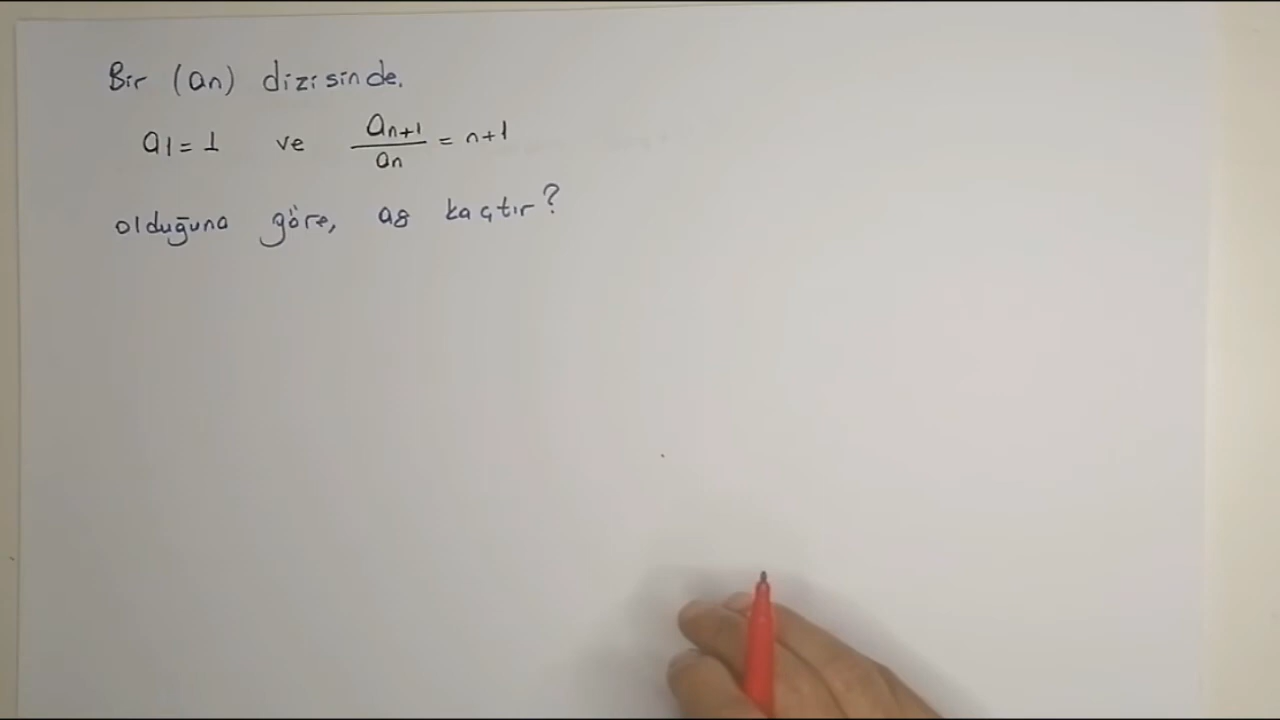 Bir (an) dizisinde.
a1 = 1 ve an+1/an = n+1
olduğuna göre, a8 kaçtır?